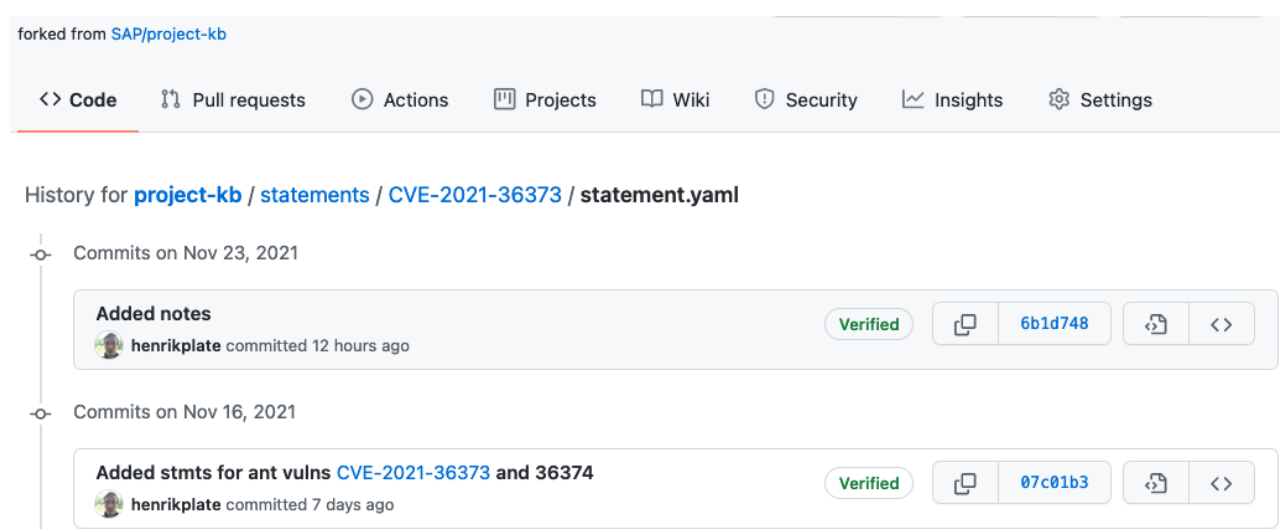 forked from SAP/project-kb
<> Code Pull requests Actions Projects Wiki Security Insights Settings
History for project-kb / statements / CVE-2021-36373 / statement.yaml
Commits on Nov 23, 2021
Added notes
henrikplate committed 12 hours ago
Verified 6b1d748 <>
Commits on Nov 16, 2021
Added stmts for ant vulns CVE-2021-36373 and 36374
henrikplate committed 7 days ago
Verified 07c01b3 <>